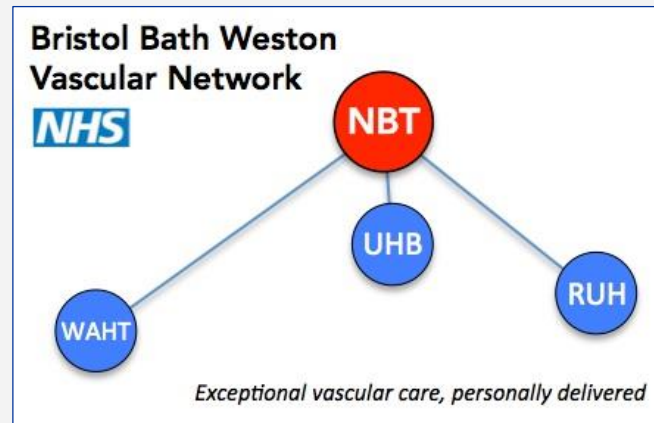 Bristol Bath Weston
Vascular Network
NHS
NBT
UHB
RUH
WAHT
Exceptional vascular care, personally delivered